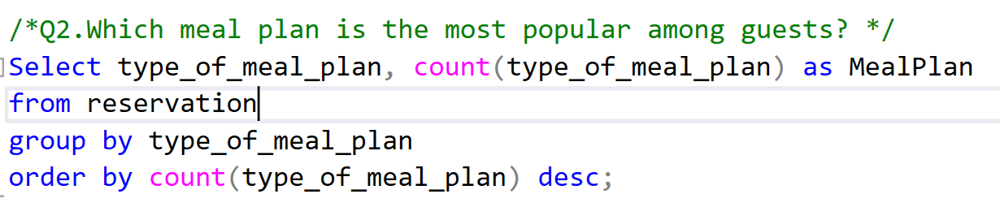 /*Q2.Which meal plan is the most popular among guests? */
Select type_of_meal_plan, count(type_of_meal_plan) as MealPlan
from reservation
group by type_of_meal_plan
order by count(type_of_meal_plan) desc;